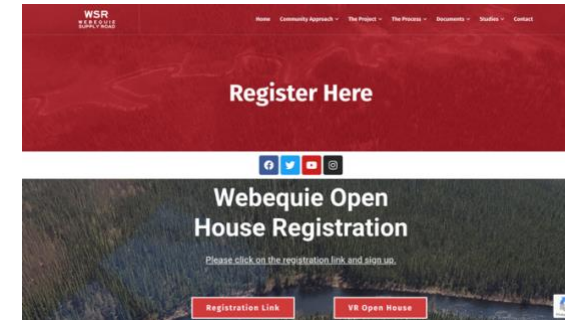 WSR
WEBEQUIE
SUPPLY ROAD
Home Community Approach The Project The Process Documents Studies Contact
Register Here
Webequie Open
House Registration
Please click on the registration link and sign up.
Registration Link VR Open House